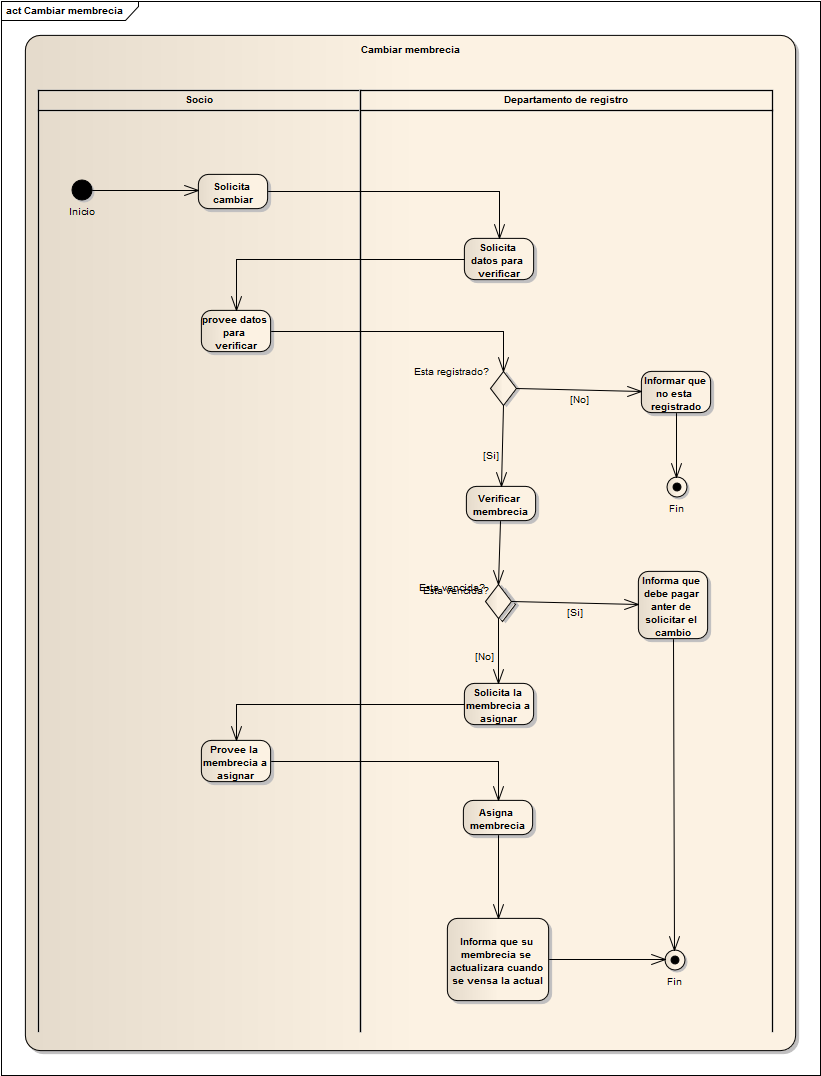 act Cambiar membrecia
Cambiar membrecia
Socio
Departamento de registro
Inicio
Solicita
cambiar
Solicita
datos para
verificar
provee datos
para
verificar
Esta registrado?
[No]
Informar que
no esta
registrado
[Si]
Fin
Verificar
membrecia
Esta vencida?
Esta vencida?
[Si]
Informa que
debe pagar
anter de
solicitar el
cambio
[No]
Solicita la
membrecia a
asignar
Provee la
membrecia a
asignar
Asigna
membrecia
Informa que su
membrecia se
actualizara cuando
se vensa la actual
Fin